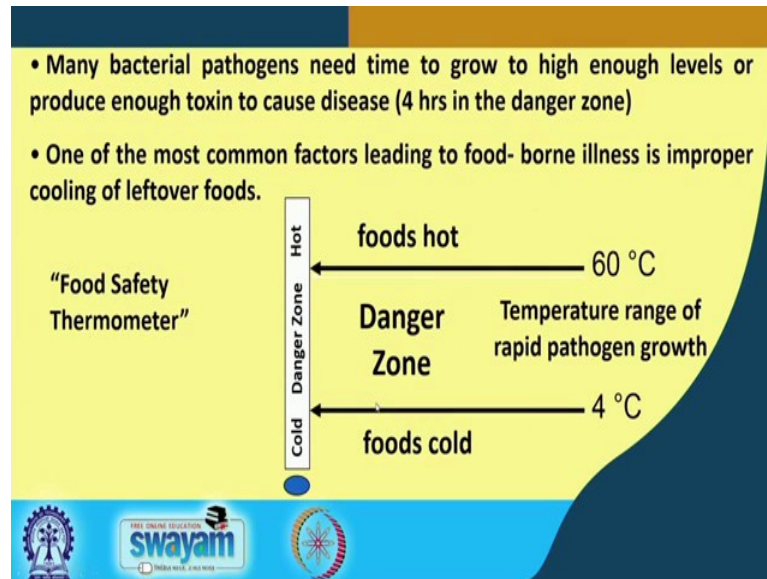 • Many bacterial pathogens need time to grow to high enough levels or
produce enough toxin to cause disease (4 hrs in the danger zone)
• One of the most common factors leading to food- borne illness is improper
cooling of leftover foods.
“Food Safety
Thermometer”
Hot
Danger Zone
Cold
foods hot
60 °C
Danger
Zone
Temperature range of
rapid pathogen growth
4 °C
foods cold
FREE ONLINE EDUCATION
swayam